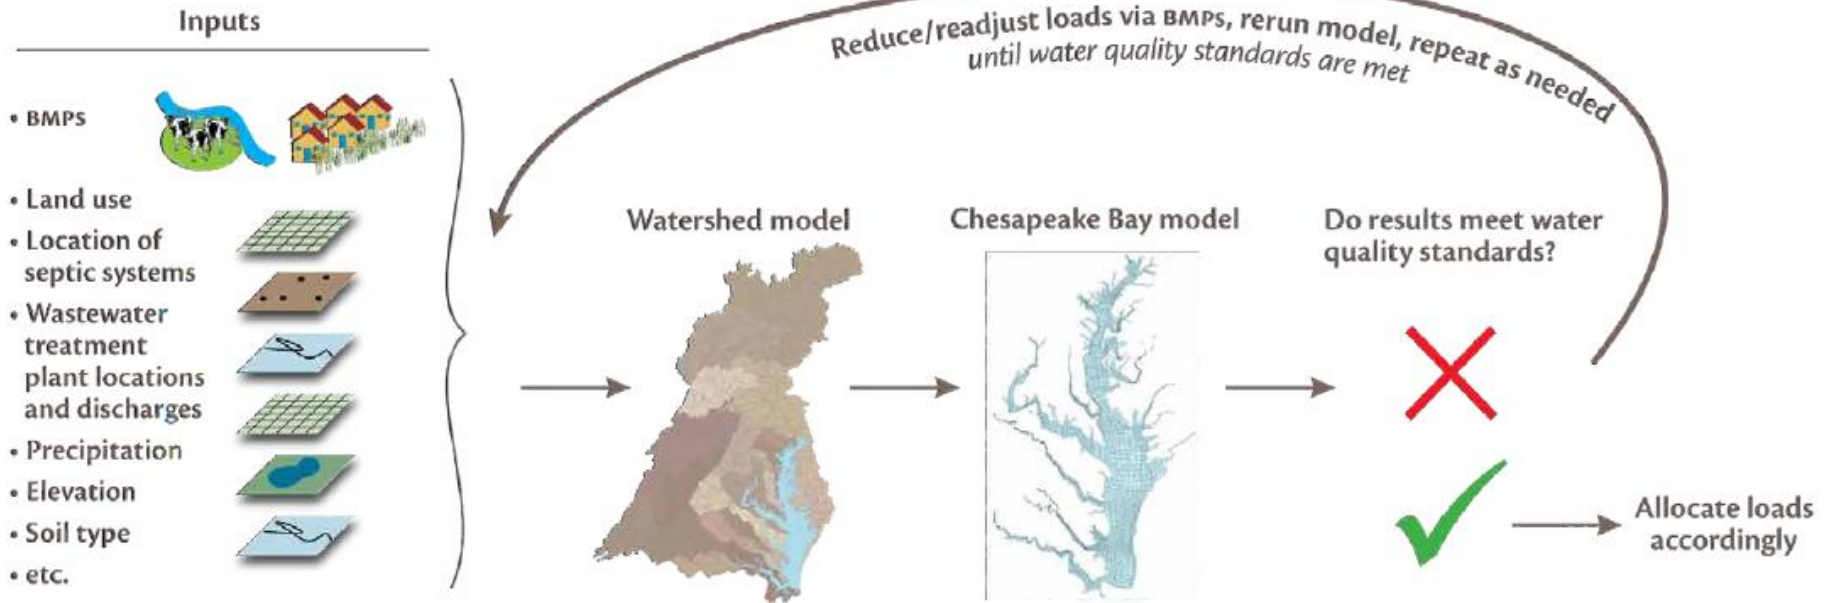 Inputs
• BMPS
• Land use
• Location of
septic systems
• Wastewater
treatment
plant locations
and discharges
• Precipitation
• Elevation
• Soil type
• etc.
Reduce/readjust loads via BMPS, rerun model, repeat as needed
until water quality standards are met
Watershed model
Chesapeake Bay model
Do results meet water
quality standards?
Allocate loads
accordingly